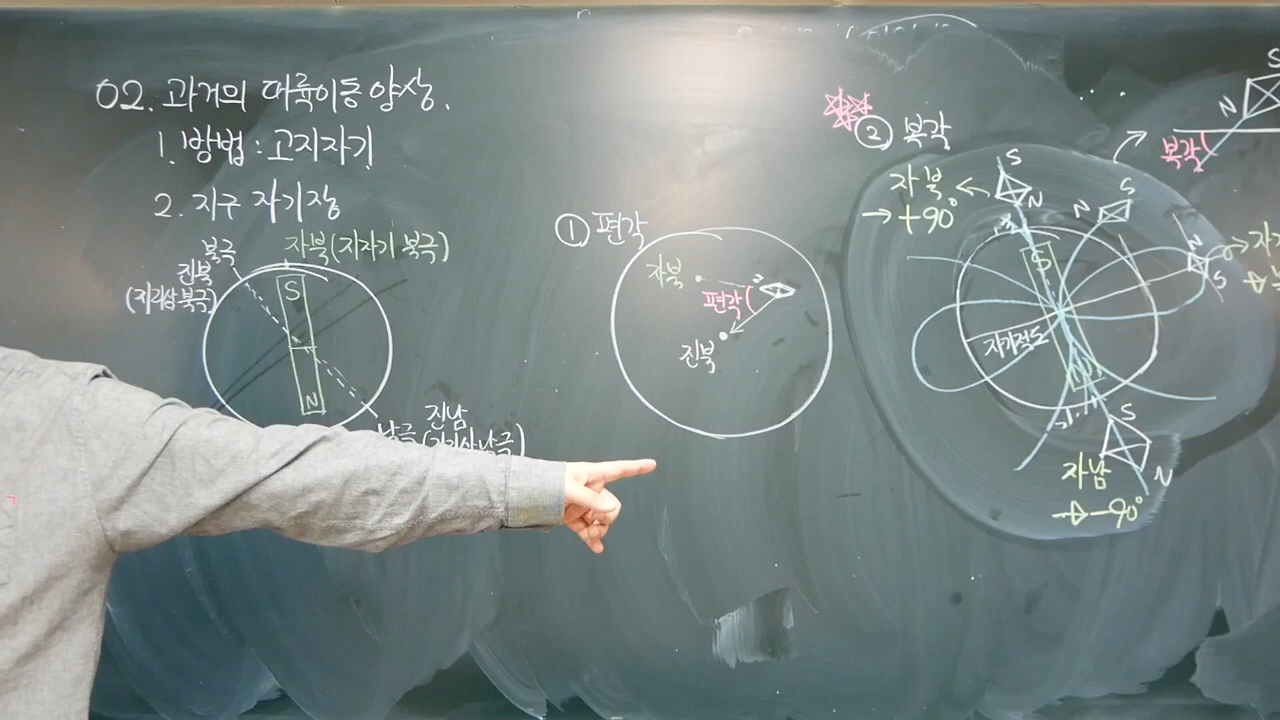 02. 과거의 대륙이동 양상.
1. 방법 : 고지자기
2. 지구 자기장
북극
진북
(지리상 북극)
자북(지자기 북극)
S
N
진남
남극(지리상남극)
① 편각
자북
N
편각
진북
② 복각
자북
→ +90°
S
N
N
S
N
S
S
자기적도
N
S
N
자남
→ -90°
S
N
복각